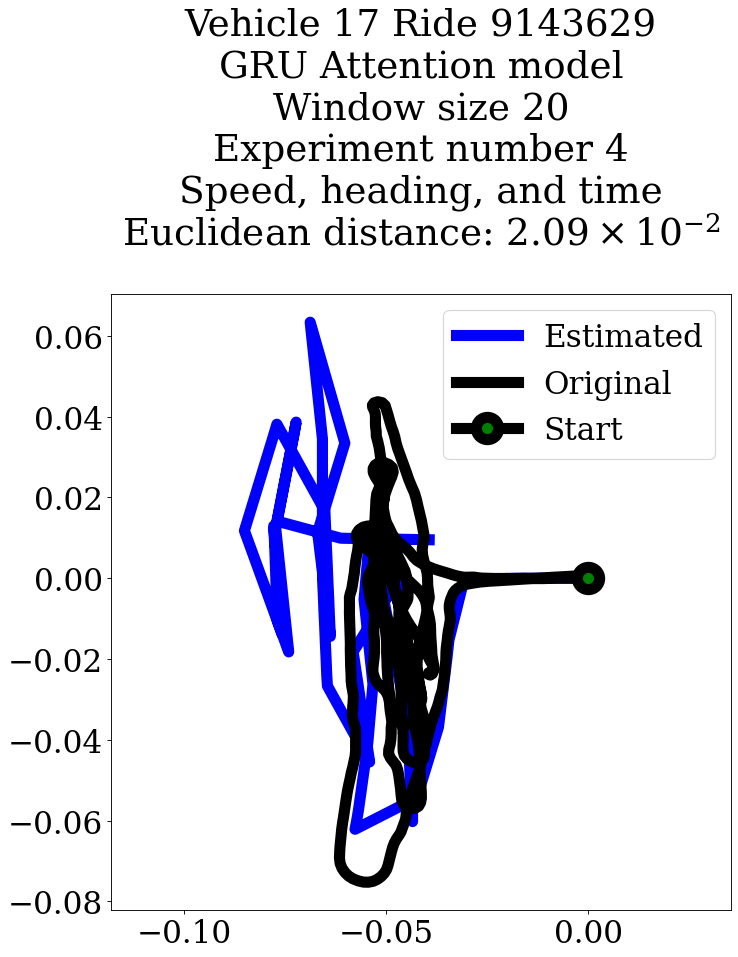 Vehicle 17 Ride 9143629
GRU Attention model
Window size 20
Experiment number 4
Speed, heading, and time
Euclidean distance: 2.09 × 10⁻²
Estimated
Original
Start
0.06
0.04
0.02
0.00
−0.02
−0.04
−0.06
−0.08
−0.10
−0.05
0.00